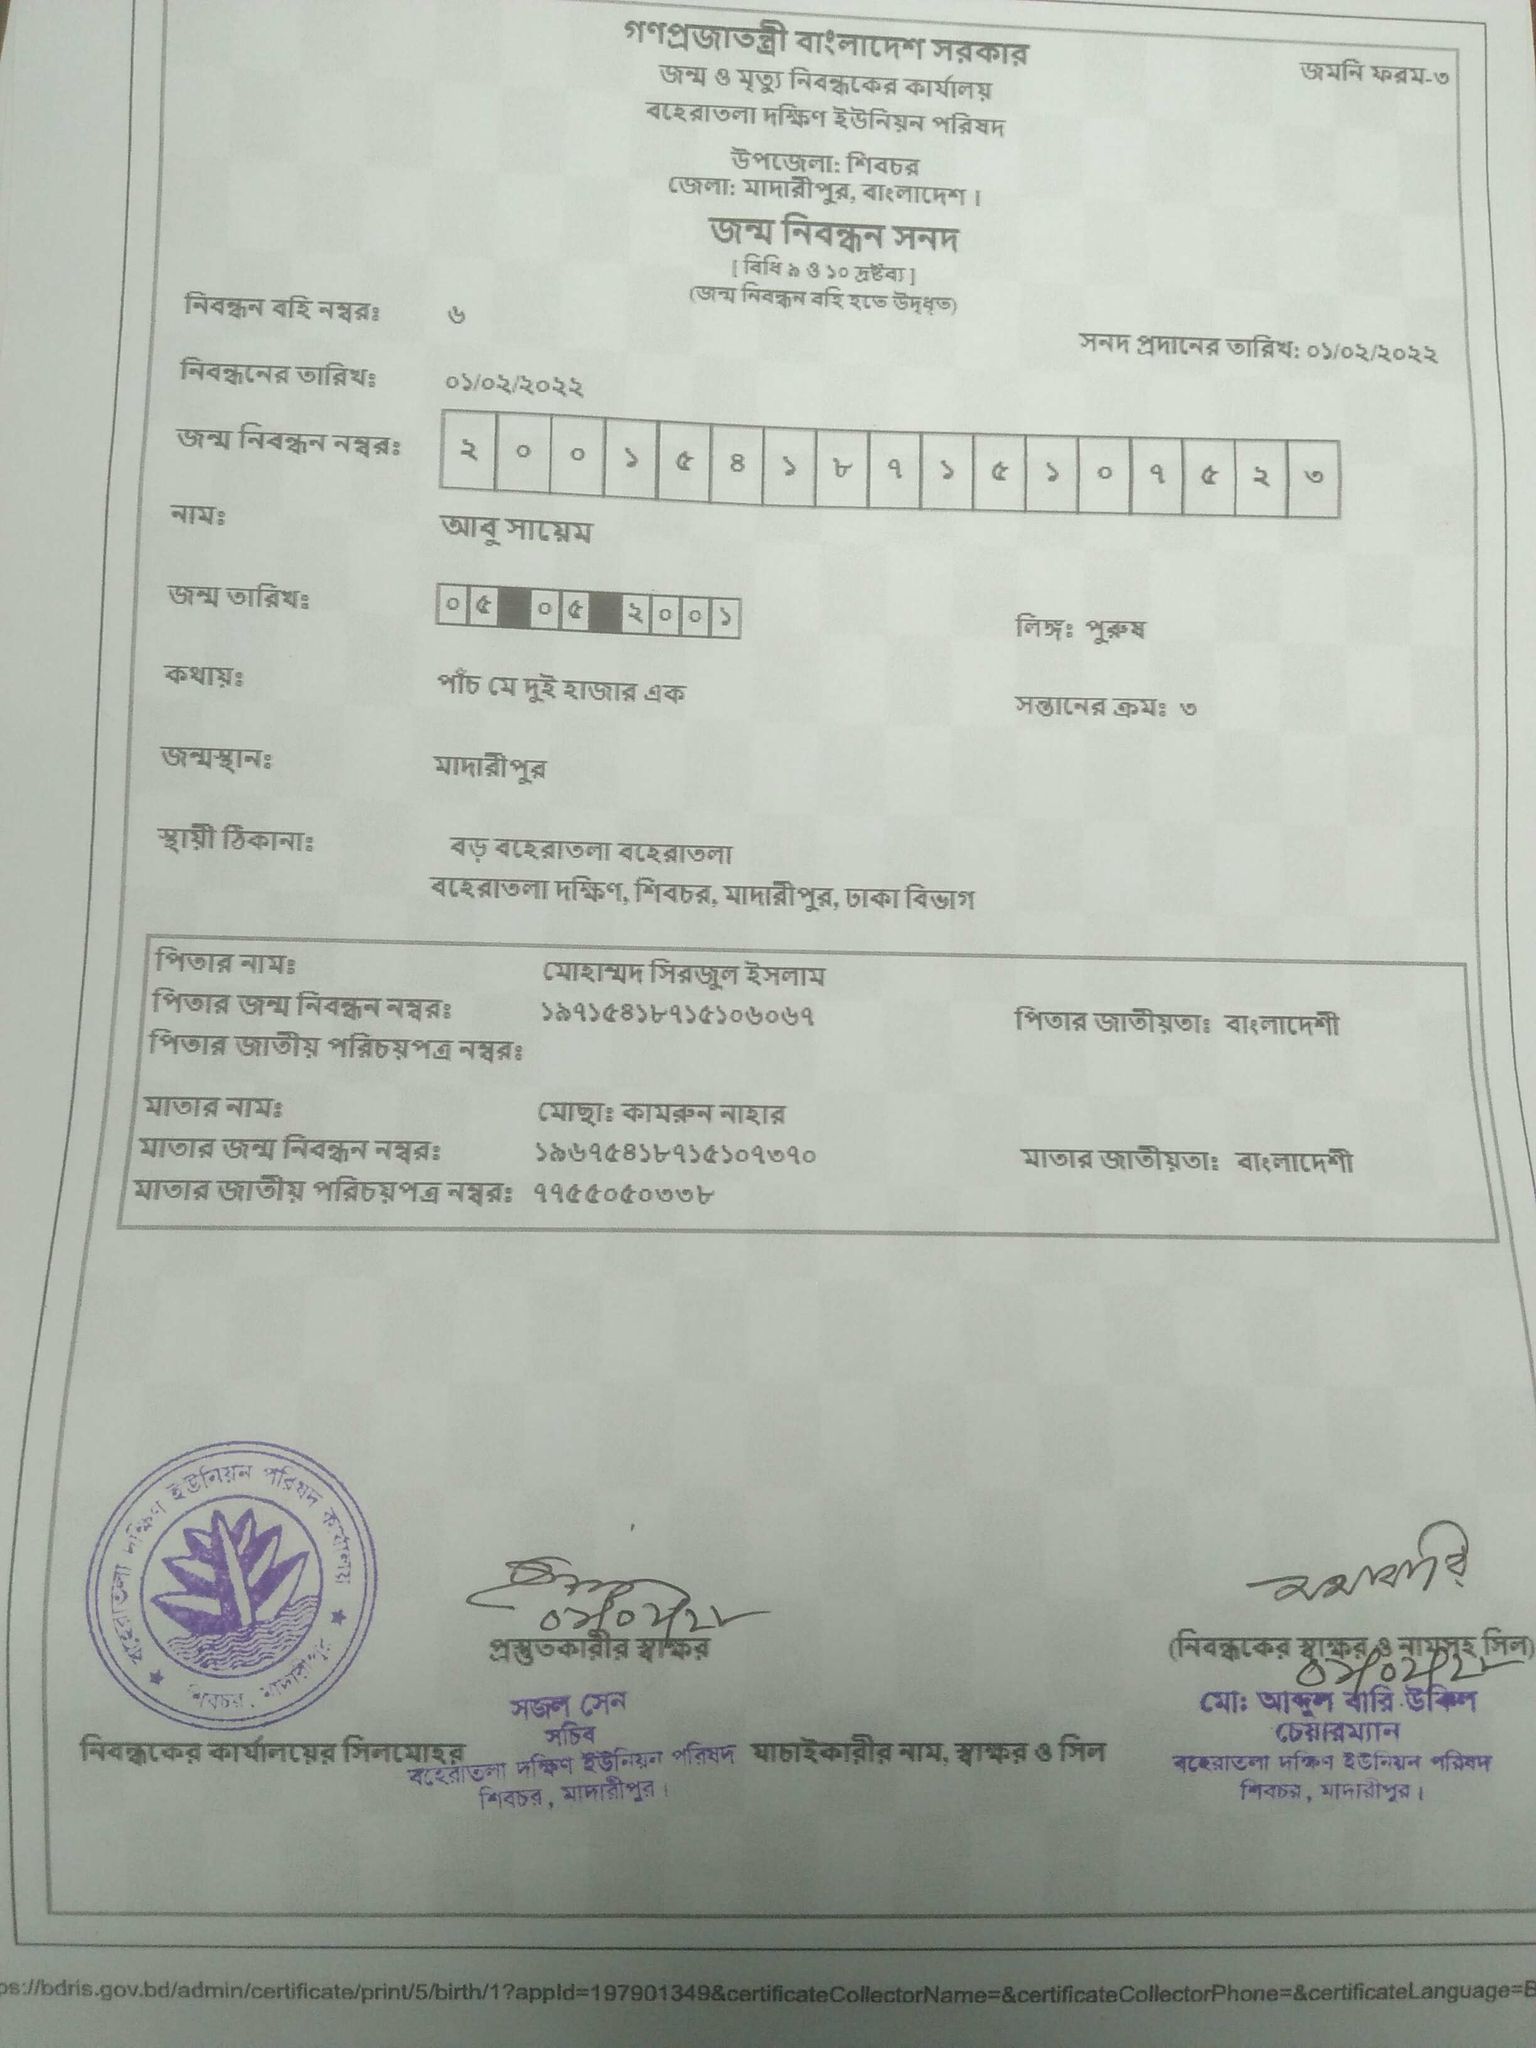 গণপ্রজাতন্ত্রী বাংলাদেশ সরকার
জমনি ফরম-৩
জন্ম ও মৃত্যু নিবন্ধকের কার্যালয়
বহেরাতলা দক্ষিণ ইউনিয়ন পরিষদ
উপজেলা: শিবচর
জেলা: মাদারীপুর, বাংলাদেশ।
জন্ম নিবন্ধন সনদ
[ বিধি ৯ ও ১০ দ্রষ্টব্য ]
(জন্ম নিবন্ধন বহি হতে উদ্ধৃত)
নিবন্ধন বহি নম্বরঃ ৬
সনদ প্রদানের তারিখ: ০১/০২/২০২২
নিবন্ধনের তারিখঃ ০১/০২/২০২২
জন্ম নিবন্ধন নম্বরঃ ২ ০ ০ ১ ৫ ৪ ১ ৮ ৭ ১ ৫ ১ ০ ৭ ৫ ২ ৩
নামঃ আবু সায়েম
জন্ম তারিখঃ ০ ৫ ০ ৫ ২ ০ ০ ১ লিঙ্গঃ পুরুষ
কথায়ঃ পাঁচ মে দুই হাজার এক সন্তানের ক্রমঃ ৩
জন্মস্থানঃ মাদারীপুর
স্থায়ী ঠিকানাঃ বড় বহেরাতলা বহেরাতলা
বহেরাতলা দক্ষিণ, শিবচর, মাদারীপুর, ঢাকা বিভাগ
পিতার নামঃ মোহাম্মদ সিরজুল ইসলাম
পিতার জন্ম নিবন্ধন নম্বরঃ ১৯৭১৫৪১৮৭১৫১০৬০৬৭ পিতার জাতীয়তাঃ বাংলাদেশী
পিতার জাতীয় পরিচয়পত্র নম্বরঃ
মাতার নামঃ মোছাঃ কামরুন নাহার
মাতার জন্ম নিবন্ধন নম্বরঃ ১৯৬৭৫৪১৮৭১৫১০৭৩৭০ মাতার জাতীয়তাঃ বাংলাদেশী
মাতার জাতীয় পরিচয়পত্র নম্বরঃ ৭৭৫৫০৫০৩৩৮
বহেরাতলা দক্ষিণ ইউনিয়ন পরিষদ কার্যালয়
শিবচর, মাদারীপুর
প্রস্তুতকারীর স্বাক্ষর
(নিবন্ধকের স্বাক্ষর ও নামসহ সিল)
সজল সেন
সচিব
বহেরাতলা দক্ষিণ ইউনিয়ন পরিষদ
শিবচর, মাদারীপুর।
মো: আব্দুল বারি উকিল
চেয়ারম্যান
বহেরাতলা দক্ষিণ ইউনিয়ন পরিষদ
শিবচর, মাদারীপুর।
নিবন্ধকের কার্যালয়ের সিলমোহর
যাচাইকারীর নাম, স্বাক্ষর ও সিল
ps://bdris.gov.bd/admin/certificate/print/5/birth/1?appId=197901349&certificateCollectorName=&certificateCollectorPhone=&certificateLanguage=B